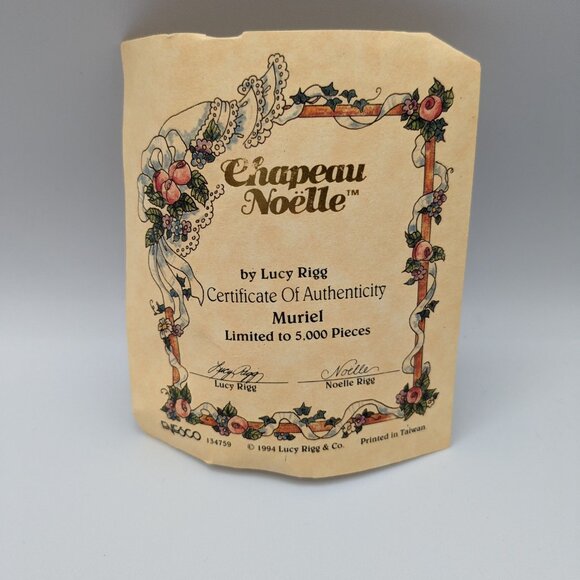 Chapeau
Noëlle™
by Lucy Rigg
Certificate Of Authenticity
Muriel
Limited to 5,000 Pieces
Lucy Rigg Noelle
Lucy Rigg Noelle Rigg
ENESCO 134759 © 1994 Lucy Rigg & Co. Printed in Taiwan.